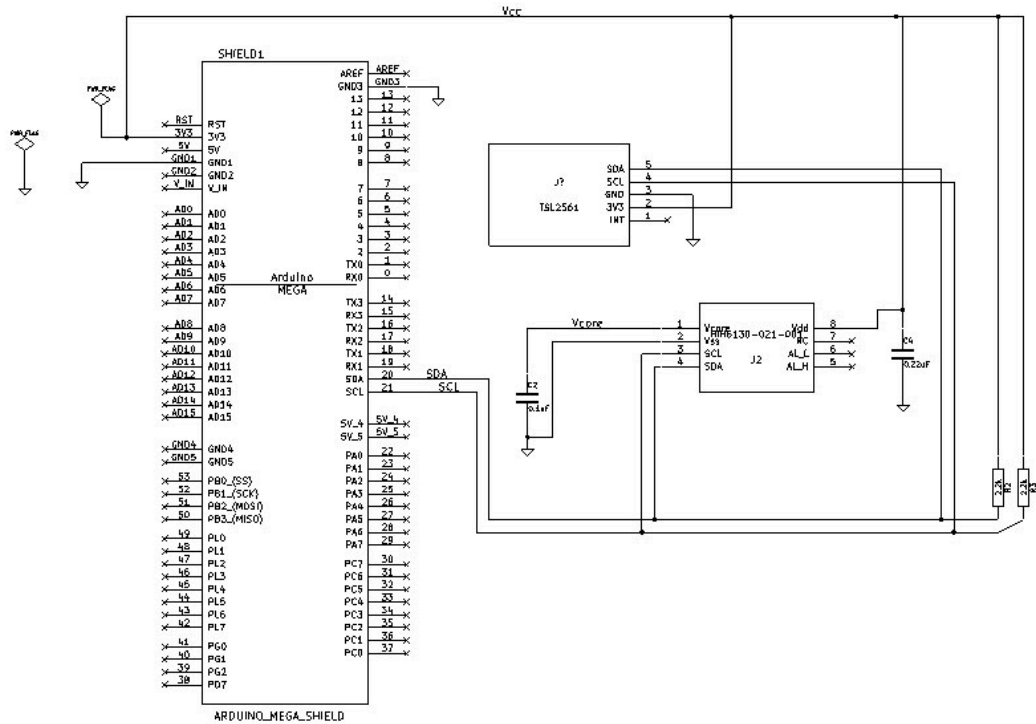 Vcc
SHIELD1
AREF AREF
GND3 GND3
13 13
12 12
11 11
10 10
9 9
8 8
7 7
6 6
5 5
4 4
3 3
2 2
TX0 1
RX0 0
TX3 14
RX3 15
TX2 16
RX2 17
TX1 18
RX1 19
SDA 20 SDA
SCL 21 SCL
5V_4 5V_4
5V_5 5V_5
PA0 22
PA1 23
PA2 24
PA3 25
PA4 26
PA5 27
PA6 28
PA7 29
PC7 30
PC6 31
PC5 32
PC4 33
PC3 34
PC2 35
PC1 36
PC0 37
PWR_FLAG
PWR_FLAG
RST RST
3V3 3V3
5V 5V
GND1 GND1
GND2 GND2
V_IN V_IN
AD0 AD0
AD1 AD1
AD2 AD2
AD3 AD3
AD4 AD4
AD5 AD5
AD6 AD6
AD7 AD7
Arduino
MEGA
AD8 AD8
AD9 AD9
AD10 AD10
AD11 AD11
AD12 AD12
AD13 AD13
AD14 AD14
AD15 AD15
GND4 GND4
GND5 GND5
53 PB0_(SS)
52 PB1_(SCK)
51 PB2_(MOSI)
50 PB3_(MISO)
49 PL0
48 PL1
47 PL2
46 PL3
45 PL4
44 PL5
43 PL6
42 PL7
41 PG0
40 PG1
39 PG2
38 PD7
ARDUINO_MEGA_SHIELD
J?
TSL2561
SDA 5
SCL 4
GND 3
3V3 2
INT 1
Vcore
1 Vcore
2 Vss
3 SCL
4 SDA
HIH6130-021-001
J2
Vdd 8
NC 7
AL_L 6
AL_H 5
C2
0.1uF
C4
0.22uF
2.2k R2
2.2k R3